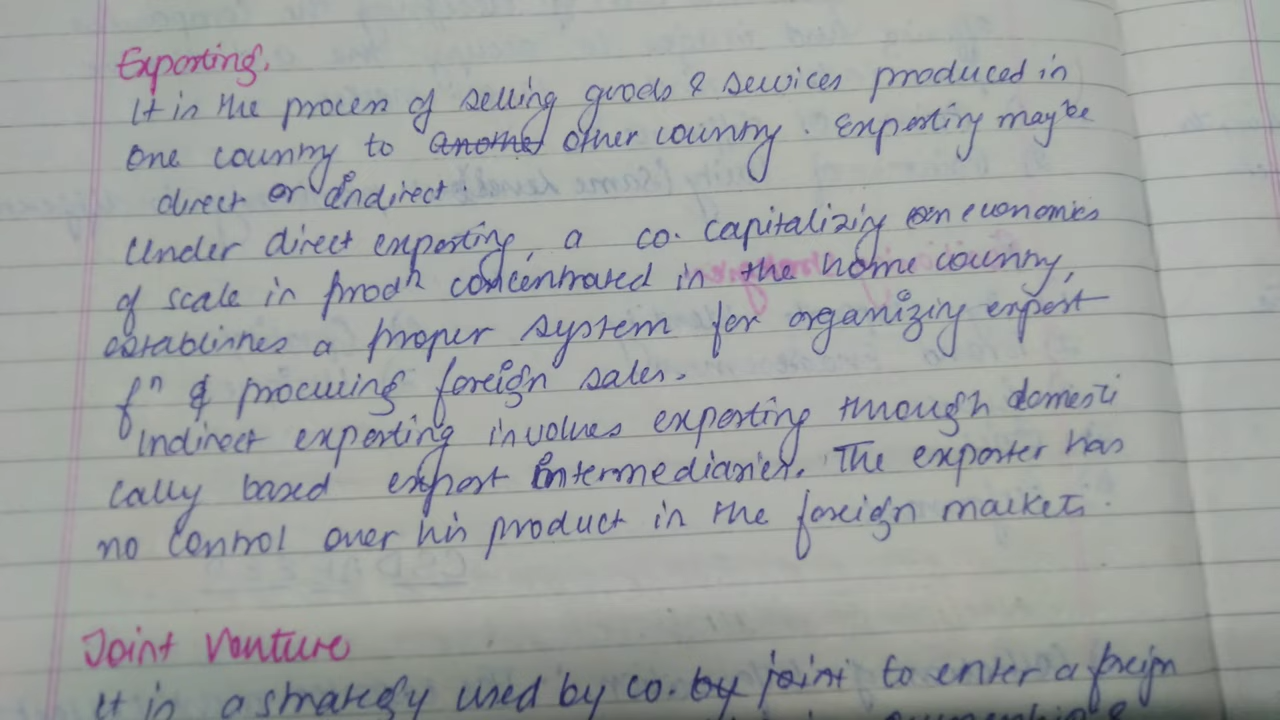 Exporting.
It is the process of selling goods & services produced in
one country to another other country. Exporting maybe
direct or indirect.
Under direct exporting, a co. capitalizing on economies
of scale in prodⁿ concentrated in the home country,
establishes a proper system for organizing export
fⁿ & procuring foreign sales.
Indirect exporting involves exporting through domesti
cally based export intermediaries. The exporter has
no control over his product in the foreign market.
Joint Venture
It is a strategy used by co. by joint to enter a foreign